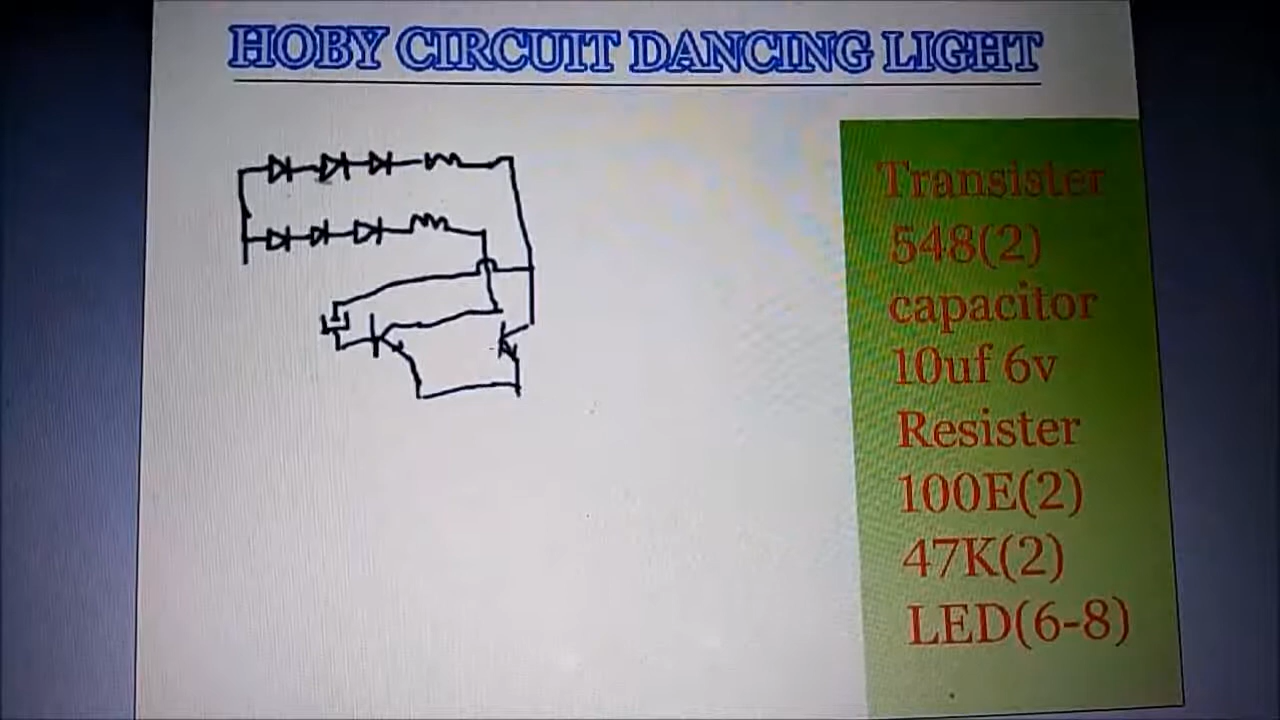 HOBY CIRCUIT DANCING LIGHT
Transister
548(2)
capacitor
10uf 6v
Resister
100E(2)
47K(2)
LED(6-8)